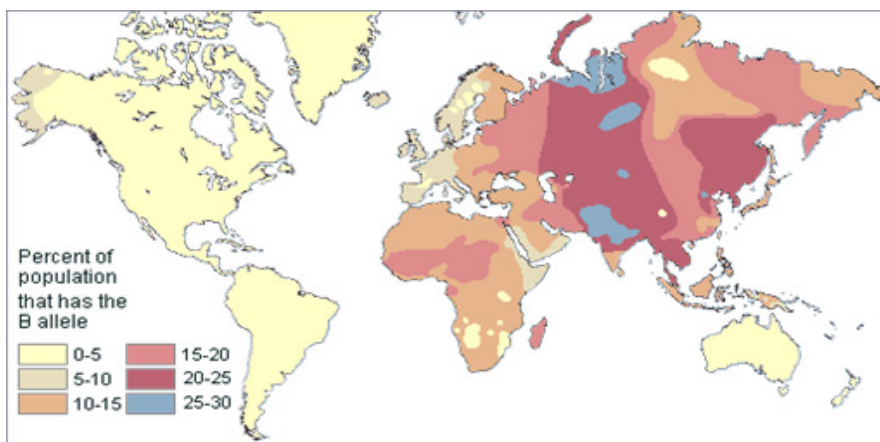 Percent of
population
that has the
B allele
0-5
15-20
5-10
20-25
10-15
25-30